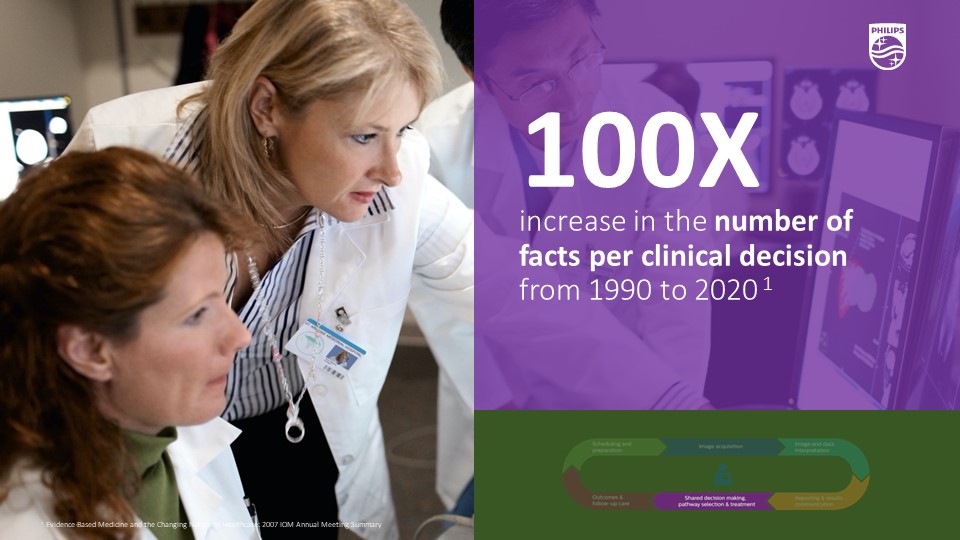 PHILIPS
100X
increase in the number of
facts per clinical decision
from 1990 to 2020 1
Scheduling and
preparation
Image acquisition
Image and data
interpretation
Outcomes &
Follow-up care
Shared decision making,
pathway selection & treatment
Reporting & results
communication
1 Evidence-Based Medicine and the Changing Healthcare: 2007 IOM Annual Meeting Summary